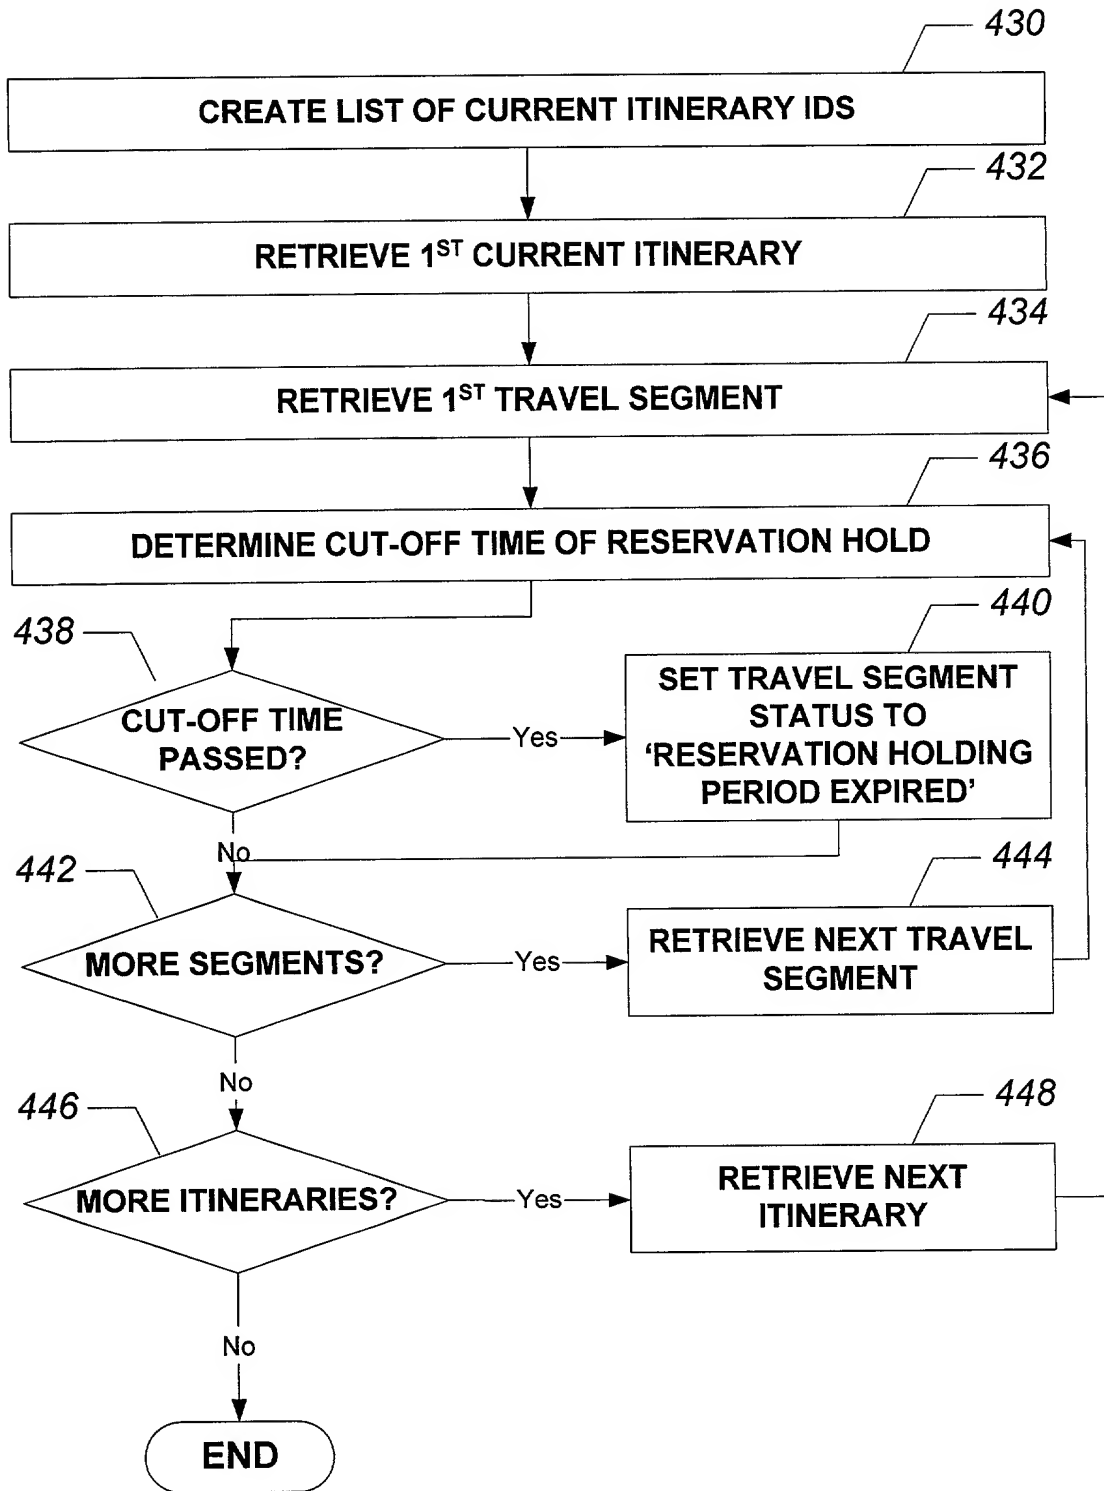 430
CREATE LIST OF CURRENT ITINERARY IDS
432
RETRIEVE 1ST CURRENT ITINERARY
434
RETRIEVE 1ST TRAVEL SEGMENT
436
DETERMINE CUT-OFF TIME OF RESERVATION HOLD
438
CUT-OFF TIME
PASSED?
Yes
440
SET TRAVEL SEGMENT
STATUS TO
‘RESERVATION HOLDING
PERIOD EXPIRED’
No
442
MORE SEGMENTS?
Yes
444
RETRIEVE NEXT TRAVEL
SEGMENT
No
446
MORE ITINERARIES?
Yes
448
RETRIEVE NEXT
ITINERARY
No
END